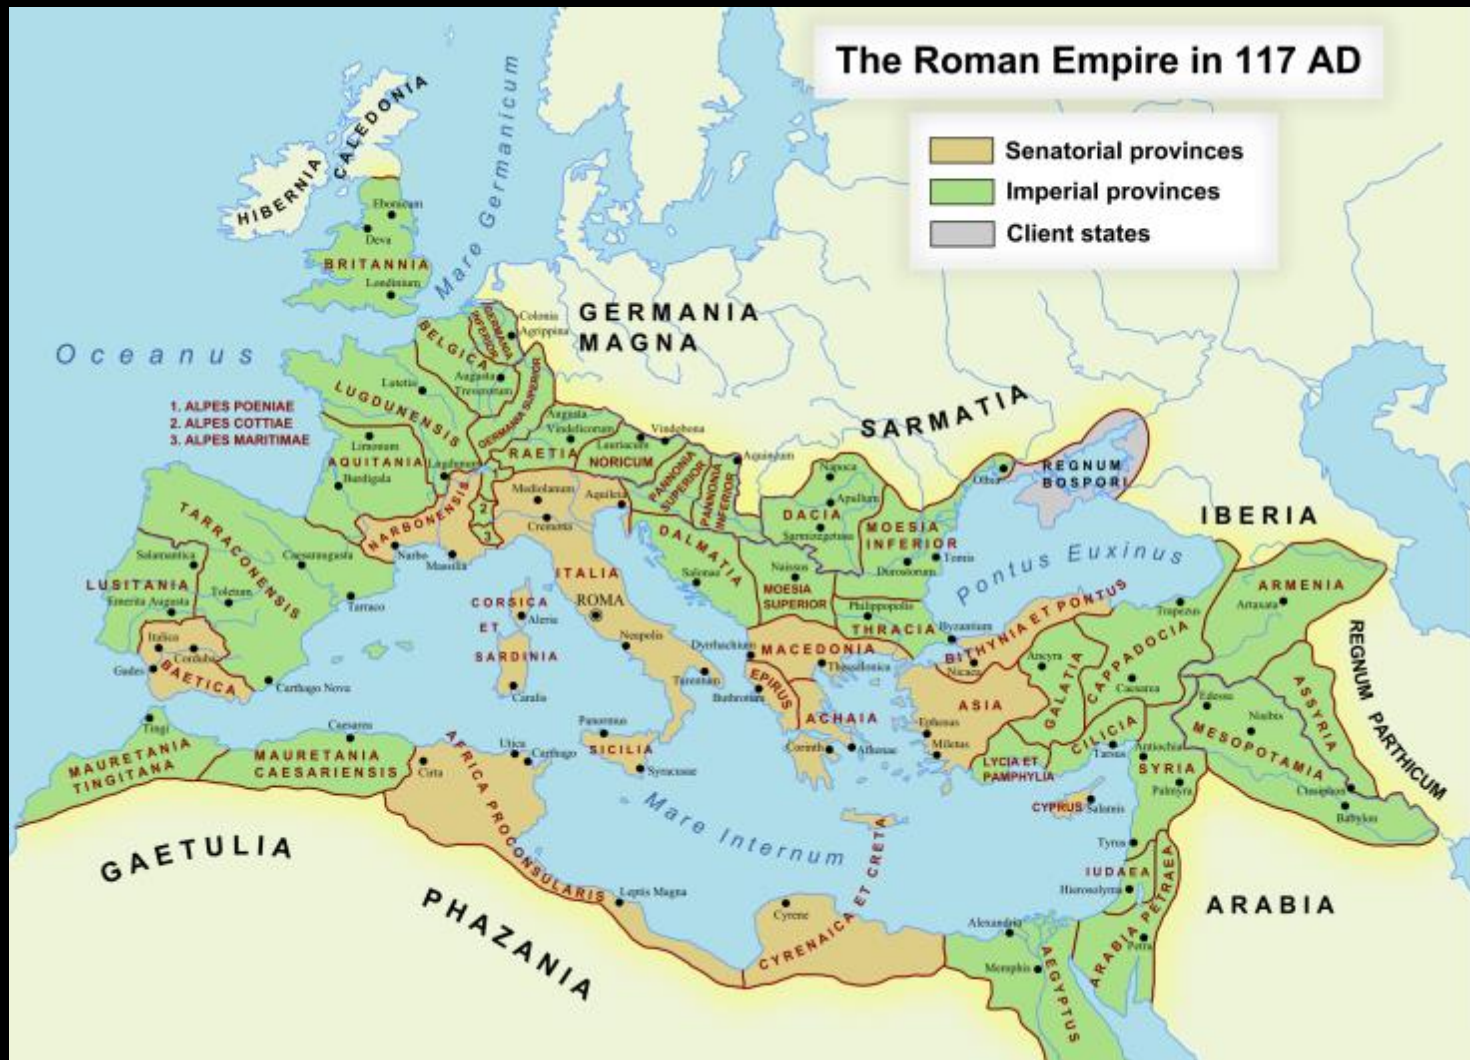 The Roman Empire in 117 AD
Senatorial provinces
Imperial provinces
Client states
HIBERNIA
CALEDONIA
Mare Germanicum
Eboricum
Deva
BRITANNIA
Londinium
Oceanus
GERMANIA
MAGNA
SARMATIA
1. ALPES POENIAE
2. ALPES COTTIAE
3. ALPES MARITIMAE
GERMANIA
INFERIOR
Colonia
Agrippina
BELGICA
Augusta
Treverorum
Lutetia
LUGDUNENSIS
GERMANIA SUPERIOR
Limonum
AQUITANIA
Burdigala
Lugdunum
Augusta
Vindelicorum
RAETIA
Lauriacum
NORICUM
Vindobona
PANNONIA
SUPERIOR
PANNONIA
INFERIOR
Aquincum
Napoca
Apullum
DACIA
Sarmizegetusa
MOESIA
INFERIOR
Olbia
REGNUM
BOSPORI
IBERIA
Pontus Euxinus
Tomis
Durostorum
NARBONENSIS
Narbo
Massilia
2
3
Mediolanum
Cremona
Aquileia
ITALIA
ROMA
Neapolis
Tarentum
DALMATIA
Salonae
Naissus
MOESIA
SUPERIOR
Philippopolis
THRACIA
Byzantium
TARRACONENSIS
Salamantica
Caesaraugusta
LUSITANIA
Toletum
Emerita Augusta
Tarraco
Italica
Corduba
Gades
BAETICA
Carthago Nova
CORSICA
ET
SARDINIA
Aleria
Caralis
Dyrrhachium
MACEDONIA
Thessalonica
EPIRUS
Buthrotum
ACHAIA
Corinth
Athenae
BITHYNIA ET PONTUS
Nicaea
Ancyra
GALATIA
CAPPADOCIA
Caesarea
Trapezus
ARMENIA
Artaxata
REGNUM PARTHICUM
ASIA
Ephesus
Miletus
LYCIA ET
PAMPHYLIA
CILICIA
Tarsus
Edessa
Nisibis
ASSYRIA
MESOPOTAMIA
Ctesiphon
Babylon
Antiochia
SYRIA
Palmyra
CYPRUS
Salamis
Tyros
IUDAEA
Hierosolyma
ARABIA PETRAEA
Petra
ARABIA
Tingi
MAURETANIA
TINGITANA
Caesarea
MAURETANIA
CAESARIENSIS
Cirta
Utica
Carthago
AFRICA PROCONSULARIS
Panormus
SICILIA
Syracusae
Mare Internum
Leptis Magna
Cyrene
CYRENAICA ET CRETA
Alexandria
Memphis
AEGYPTUS
GAETULIA
PHAZANIA